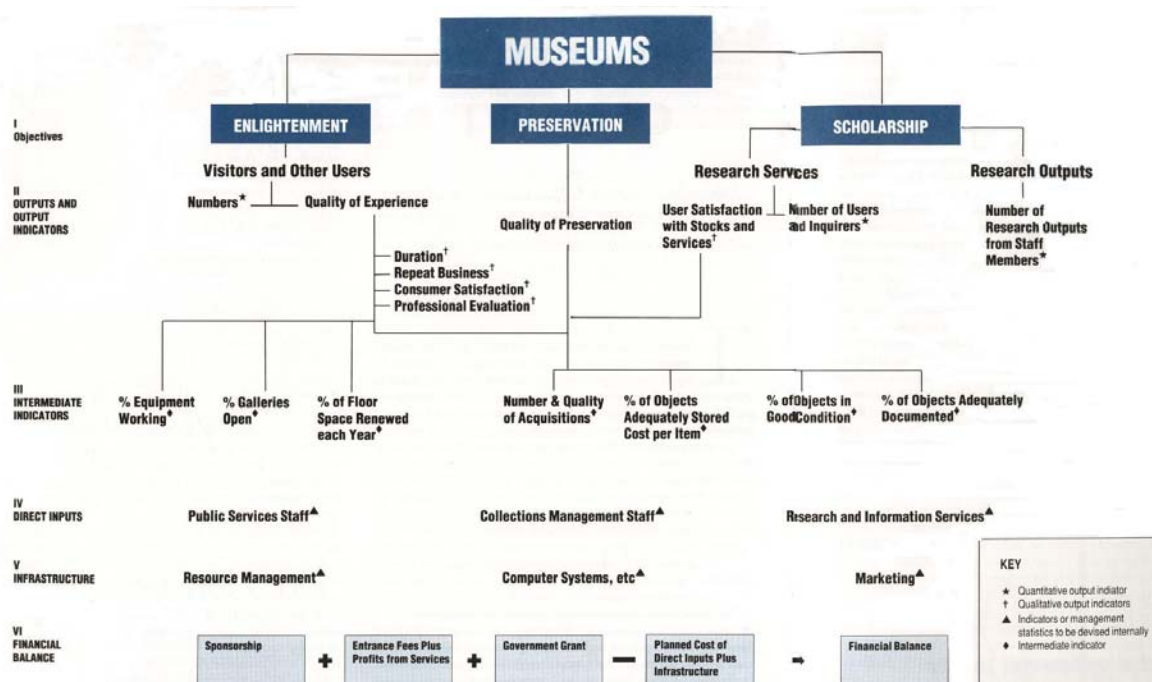 MUSEUMS
I
Objectives
ENLIGHTENMENT
PRESERVATION
SCHOLARSHIP
Visitors and Other Users
Research Services
Research Outputs
II
OUTPUTS AND
OUTPUT
INDICATORS
Numbers★
Quality of Experience
Quality of Preservation
User Satisfaction
with Stocks and
Services†
Number of Users
and Inquirers★
Number of
Research Outputs
from Staff
Members★
Duration†
Repeat Business†
Consumer Satisfaction†
Professional Evaluation†
III
INTERMEDIATE
INDICATORS
% Equipment
Working♦
% Galleries
Open♦
% of Floor
Space Renewed
each Year♦
Number & Quality
of Acquisitions♦
% of Objects
Adequately Stored
Cost per Item♦
% of Objects in
Good Condition♦
% of Objects Adequately
Documented♦
IV
DIRECT INPUTS
Public Services Staff▲
Collections Management Staff▲
Research and Information Services▲
V
INFRASTRUCTURE
Resource Management▲
Computer Systems, etc▲
Marketing▲
VI
FINANCIAL
BALANCE
Sponsorship
+
Entrance Fees Plus
Profits from Services
+
Government Grant
—
Planned Cost of
Direct Inputs Plus
Infrastructure
→
Financial Balance
KEY
★ Quantitative output indiator
† Qualitative output indicators
▲ Indicators or management
statistics to be devised internally
♦ Intermediate indicator